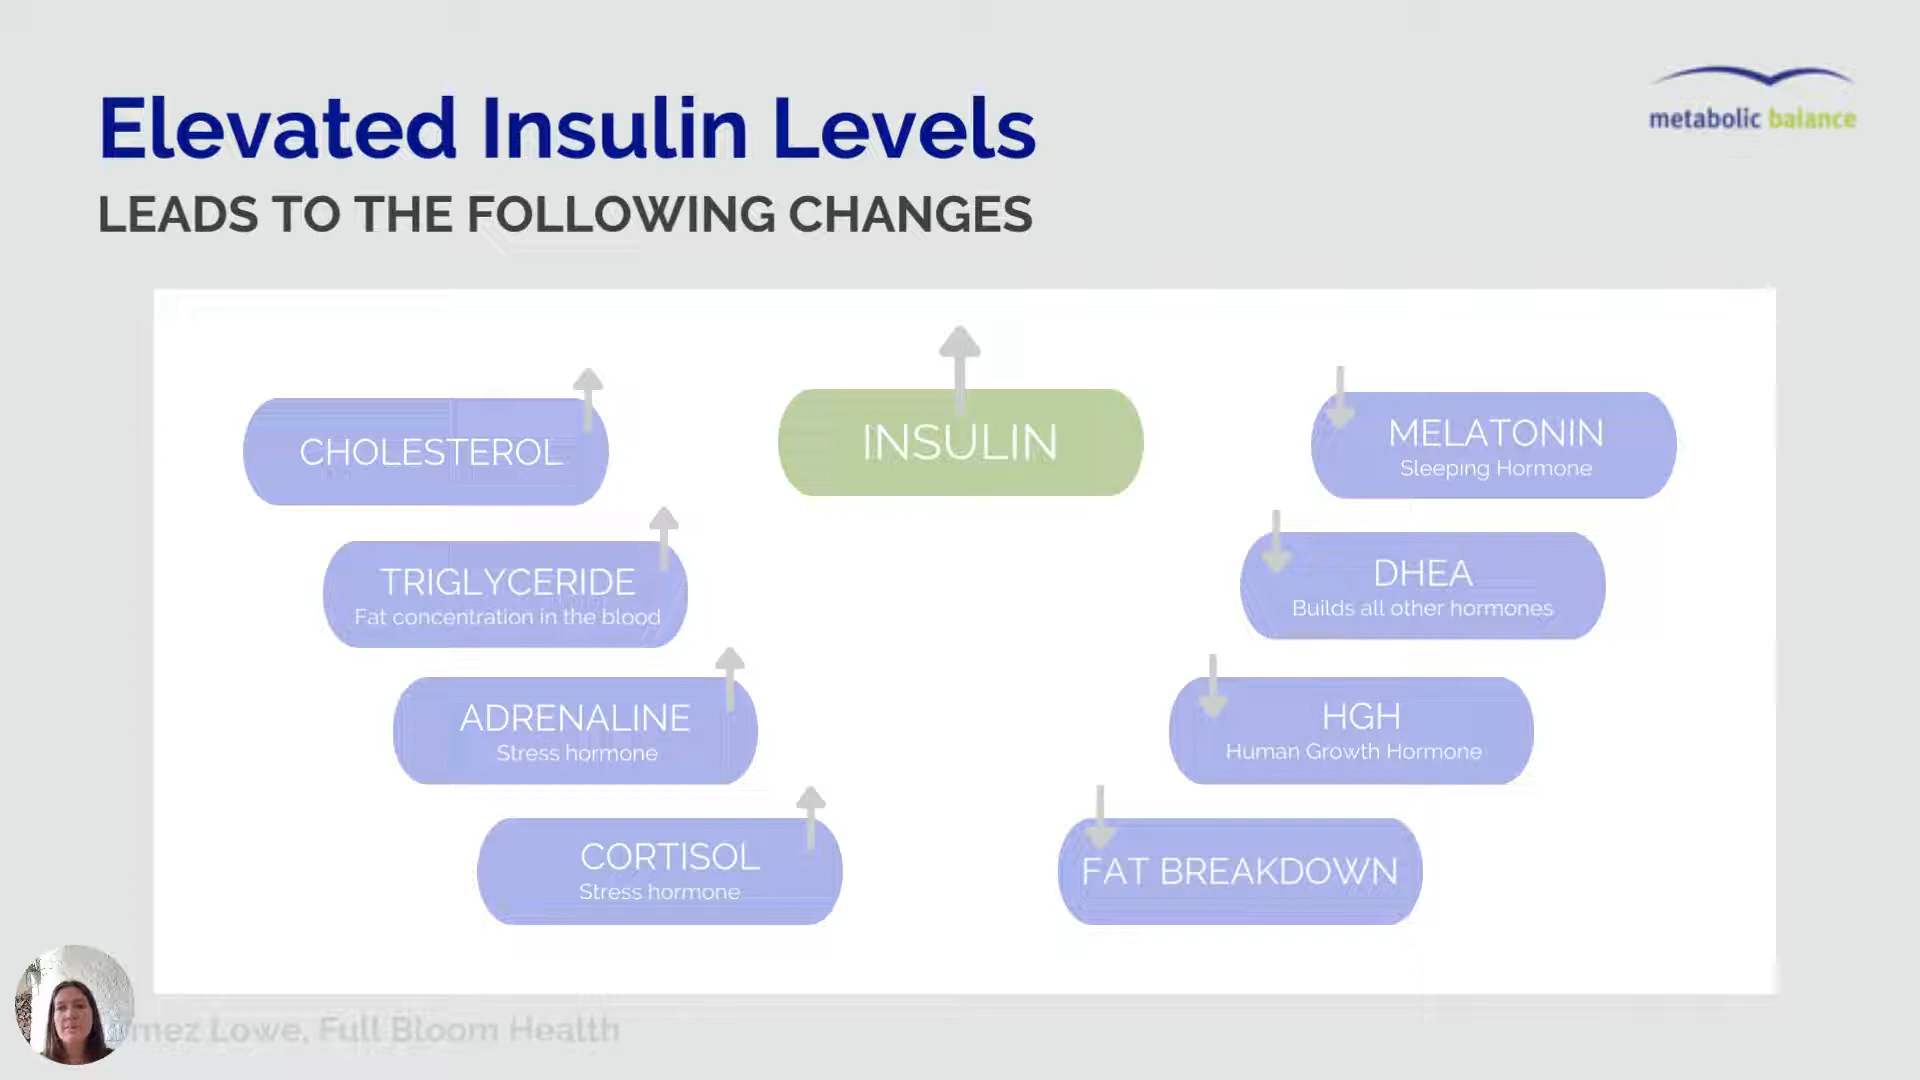 Elevated Insulin Levels
LEADS TO THE FOLLOWING CHANGES
metabolic balance
INSULIN
CHOLESTEROL
TRIGLYCERIDE
Fat concentration in the blood
ADRENALINE
Stress hormone
CORTISOL
Stress hormone
MELATONIN
Sleeping Hormone
DHEA
Builds all other hormones
HGH
Human Growth Hormone
FAT BREAKDOWN
Lowe, Full Bloom Health